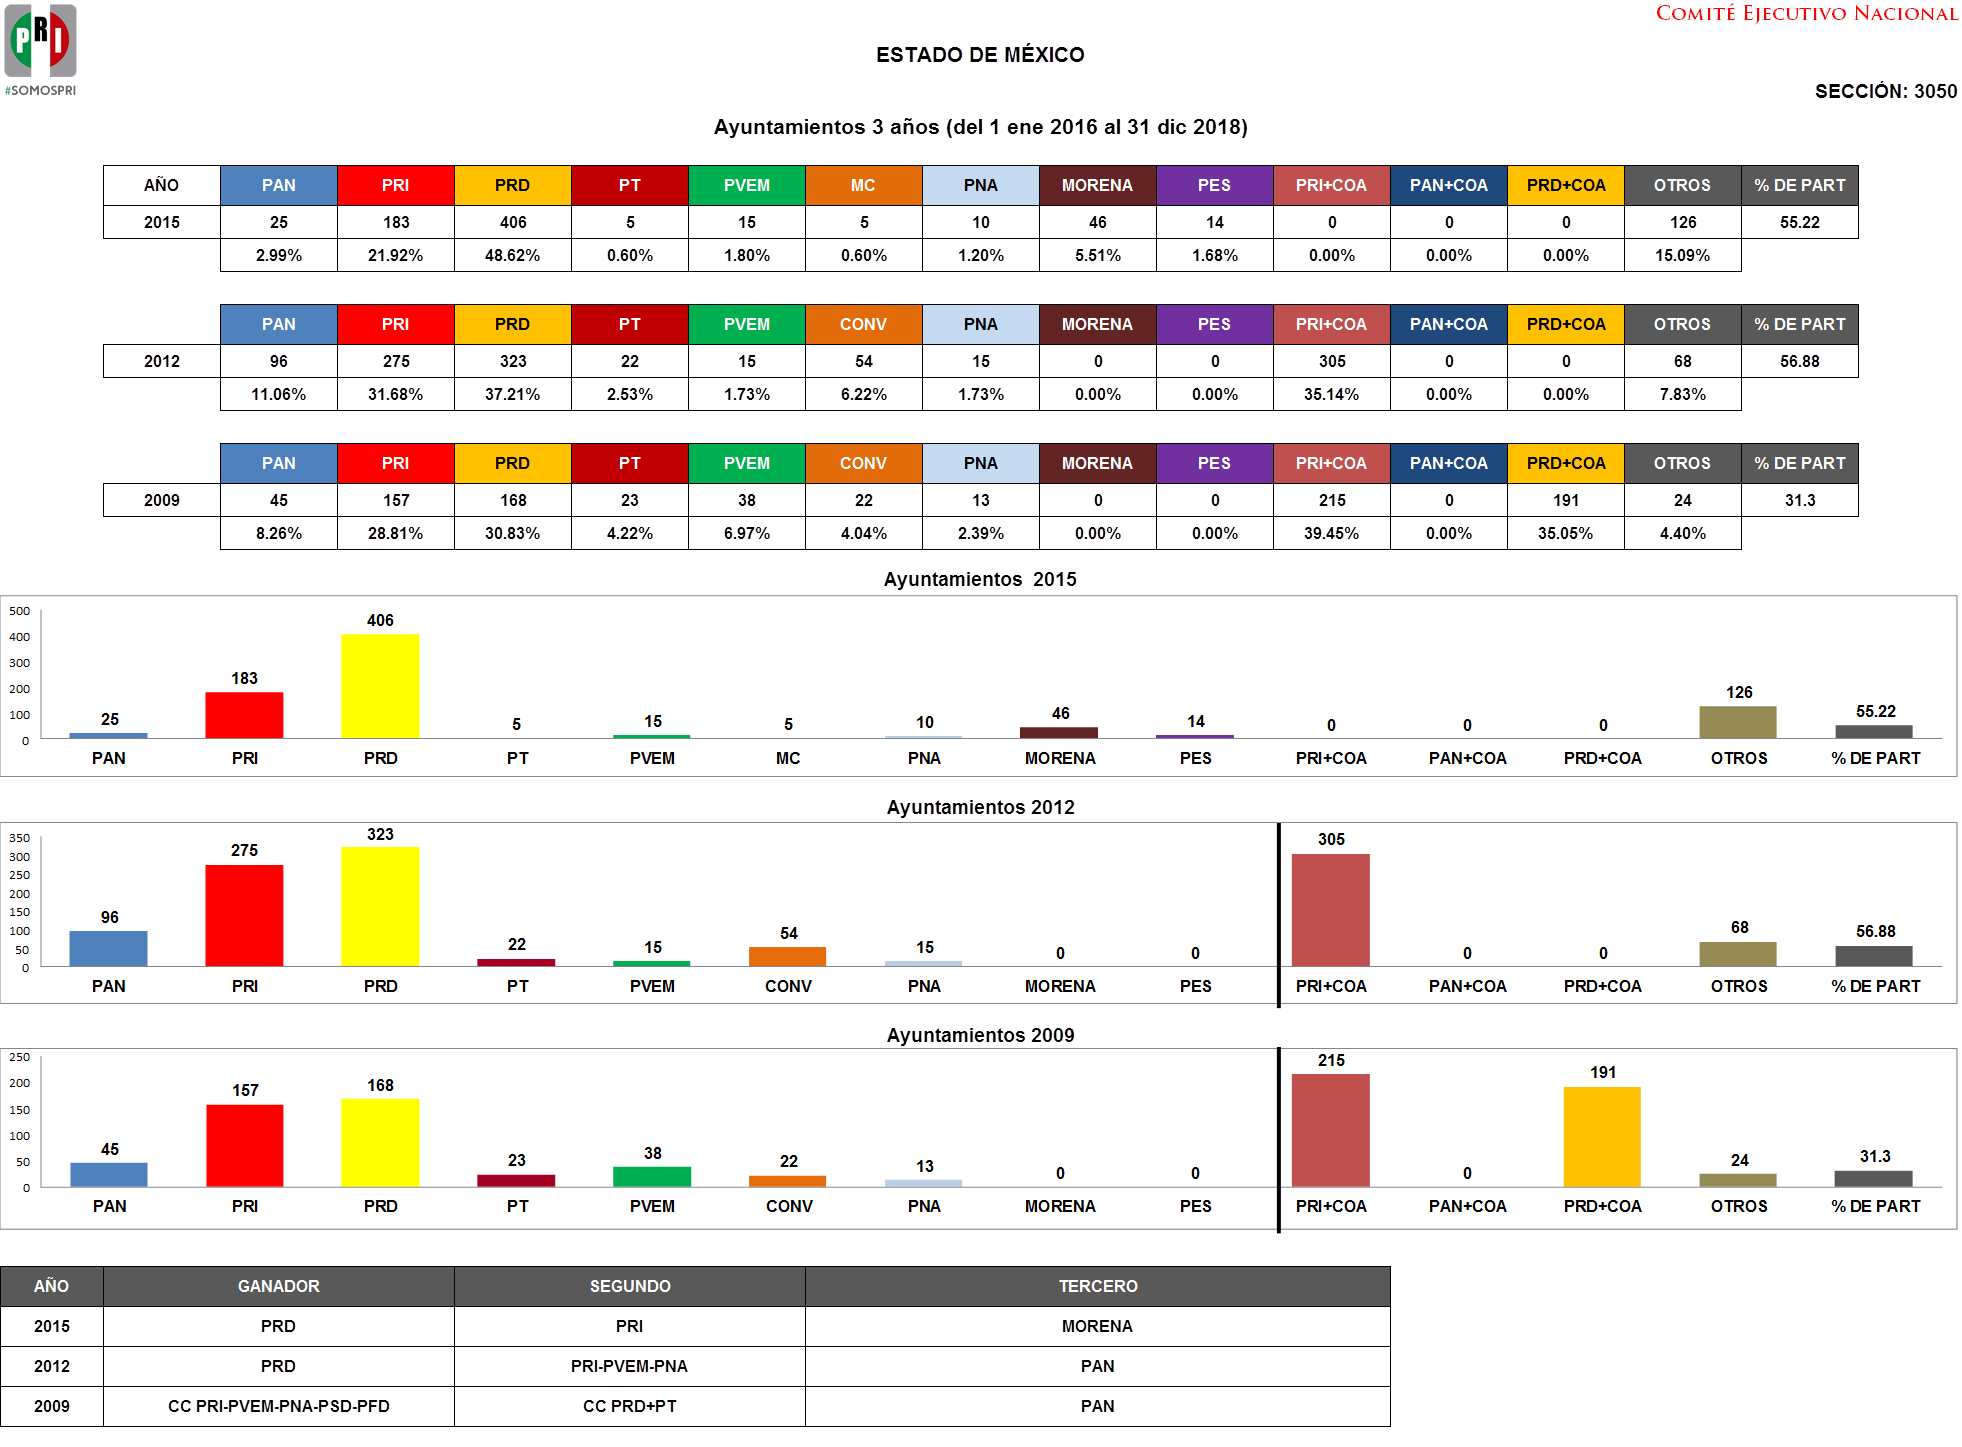 PRI
#SOMOSPRI
COMITÉ EJECUTIVO NACIONAL
ESTADO DE MÉXICO
SECCIÓN: 3050
Ayuntamientos 3 años (del 1 ene 2016 al 31 dic 2018)
AÑO PAN PRI PRD PT PVEM MC PNA MORENA PES PRI+COA PAN+COA PRD+COA OTROS % DE PART
2015 25 183 406 5 15 5 10 46 14 0 0 0 126 55.22
2.99% 21.92% 48.62% 0.60% 1.80% 0.60% 1.20% 5.51% 1.68% 0.00% 0.00% 0.00% 15.09%
PAN PRI PRD PT PVEM CONV PNA MORENA PES PRI+COA PAN+COA PRD+COA OTROS % DE PART
2012 96 275 323 22 15 54 15 0 0 305 0 0 68 56.88
11.06% 31.68% 37.21% 2.53% 1.73% 6.22% 1.73% 0.00% 0.00% 35.14% 0.00% 0.00% 7.83%
PAN PRI PRD PT PVEM CONV PNA MORENA PES PRI+COA PAN+COA PRD+COA OTROS % DE PART
2009 45 157 168 23 38 22 13 0 0 215 0 191 24 31.3
8.26% 28.81% 30.83% 4.22% 6.97% 4.04% 2.39% 0.00% 0.00% 39.45% 0.00% 35.05% 4.40%
Ayuntamientos 2015
500
400
300
200
100
0
25 183 406 5 15 5 10 46 14 0 0 0 126 55.22
PAN PRI PRD PT PVEM MC PNA MORENA PES PRI+COA PAN+COA PRD+COA OTROS % DE PART
Ayuntamientos 2012
350
300
250
200
150
100
50
0
96 275 323 22 15 54 15 0 0 305 0 0 68 56.88
PAN PRI PRD PT PVEM CONV PNA MORENA PES PRI+COA PAN+COA PRD+COA OTROS % DE PART
Ayuntamientos 2009
250
200
150
100
50
0
45 157 168 23 38 22 13 0 0 215 0 191 24 31.3
PAN PRI PRD PT PVEM CONV PNA MORENA PES PRI+COA PAN+COA PRD+COA OTROS % DE PART
AÑO GANADOR SEGUNDO TERCERO
2015 PRD PRI MORENA
2012 PRD PRI-PVEM-PNA PAN
2009 CC PRI-PVEM-PNA-PSD-PFD CC PRD+PT PAN